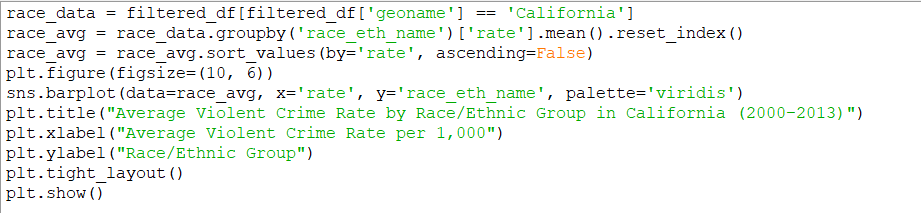 race_data = filtered_df[filtered_df['geoname'] == 'California']
race_avg = race_data.groupby('race_eth_name')['rate'].mean().reset_index()
race_avg = race_avg.sort_values(by='rate', ascending=False)
plt.figure(figsize=(10, 6))
sns.barplot(data=race_avg, x='rate', y='race_eth_name', palette='viridis')
plt.title("Average Violent Crime Rate by Race/Ethnic Group in California (2000-2013)")
plt.xlabel("Average Violent Crime Rate per 1,000")
plt.ylabel("Race/Ethnic Group")
plt.tight_layout()
plt.show()